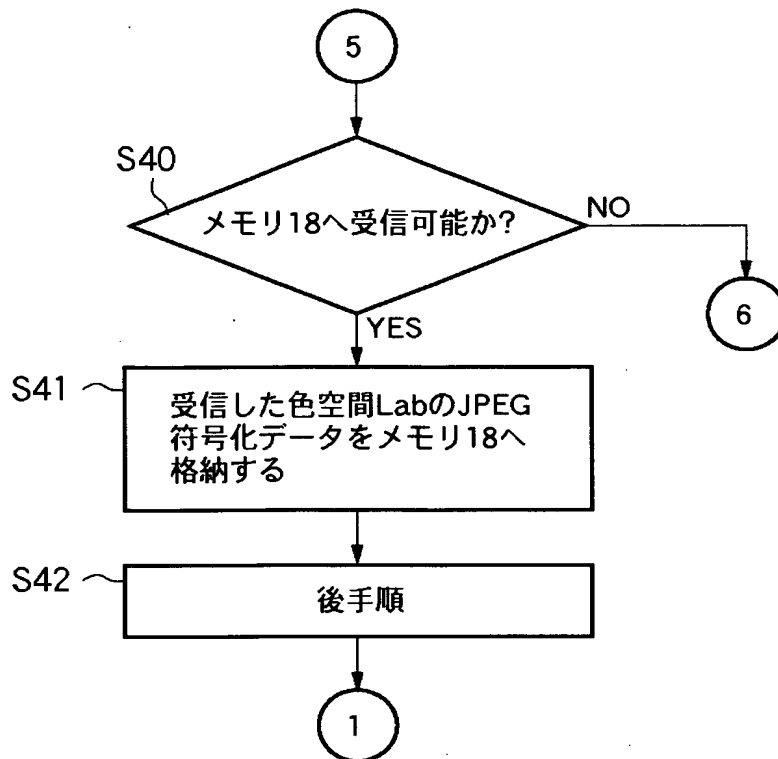 5
S40
メモリ18へ受信可能か?
NO
6
YES
S41
受信した色空間LabのJPEG
符号化データをメモリ18へ
格納する
S42
後手順
1